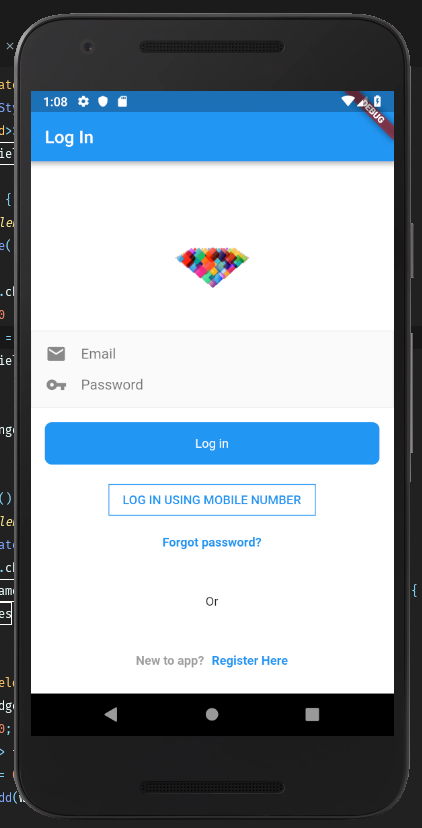 1:08
DEBUG
Log In
Email
Password
Log in
LOG IN USING MOBILE NUMBER
Forgot password?
Or
New to app? Register Here